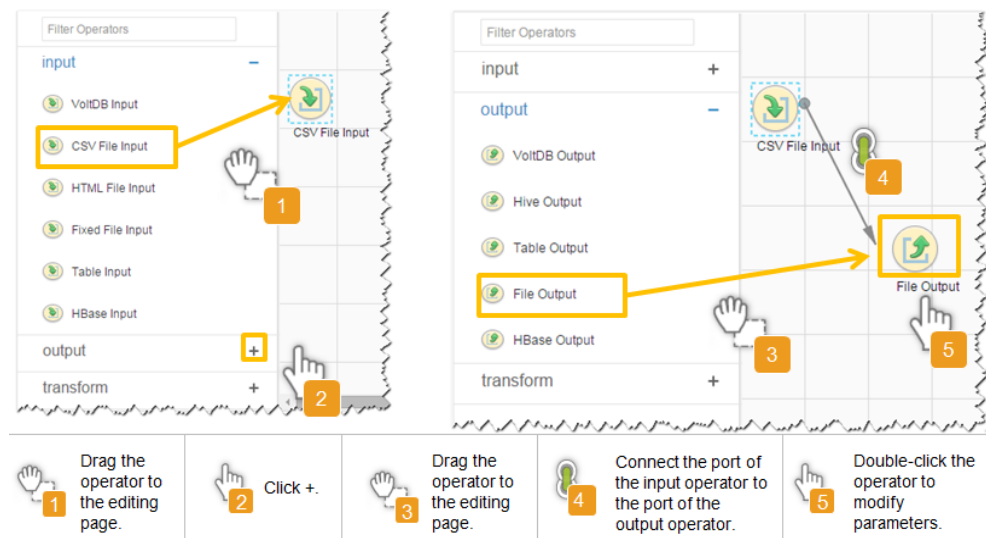 Filter Operators
input −
VoltDB Input
CSV File Input
HTML File Input
Fixed File Input
Table Input
HBase Input
output +
transform +
CSV File Input
1
2
Filter Operators
input +
output −
VoltDB Output
Hive Output
Table Output
File Output
HBase Output
transform +
CSV File Input
4
File Output
3
5
1
Drag the
operator to
the editing
page.
2
Click +.
3
Drag the
operator to
the editing
page.
4
Connect the port of
the input operator to
the port of the
output operator.
5
Double-click the
operator to
modify
parameters.